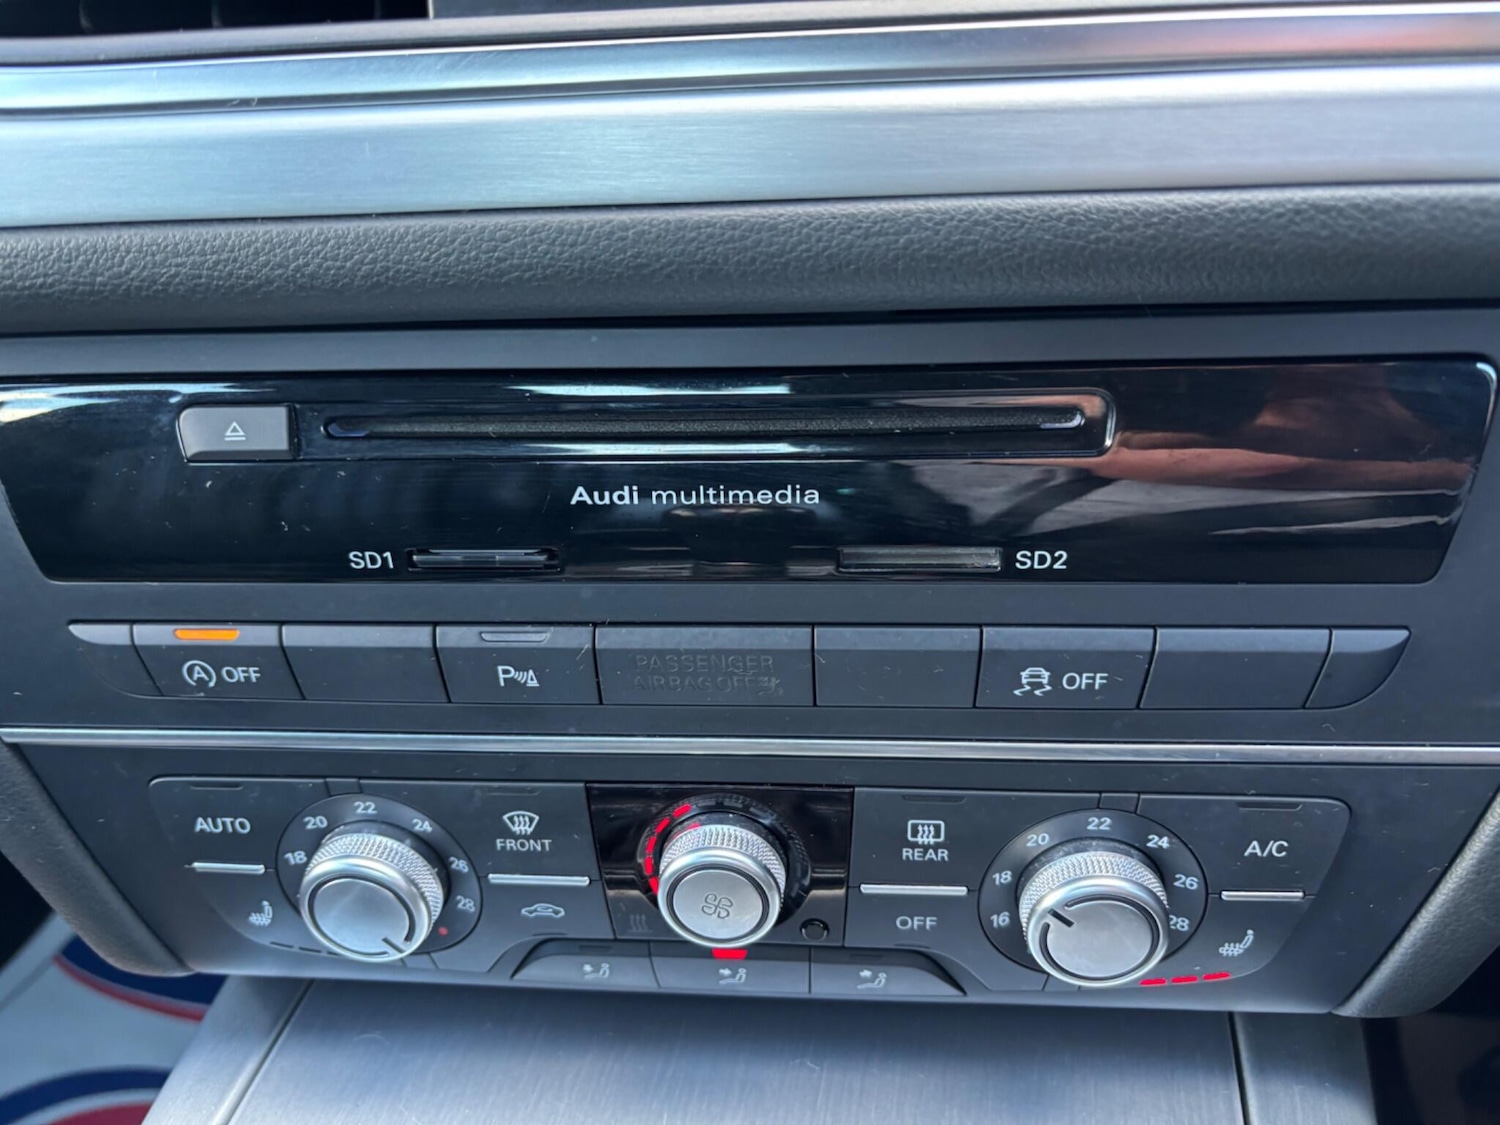 Audi multimedia
SD1 SD2
A OFF P PASSENGER AIRBAG OFF OFF
AUTO 18 20 22 24 26 28 FRONT REAR 16 18 20 22 24 26 28 A/C
OFF